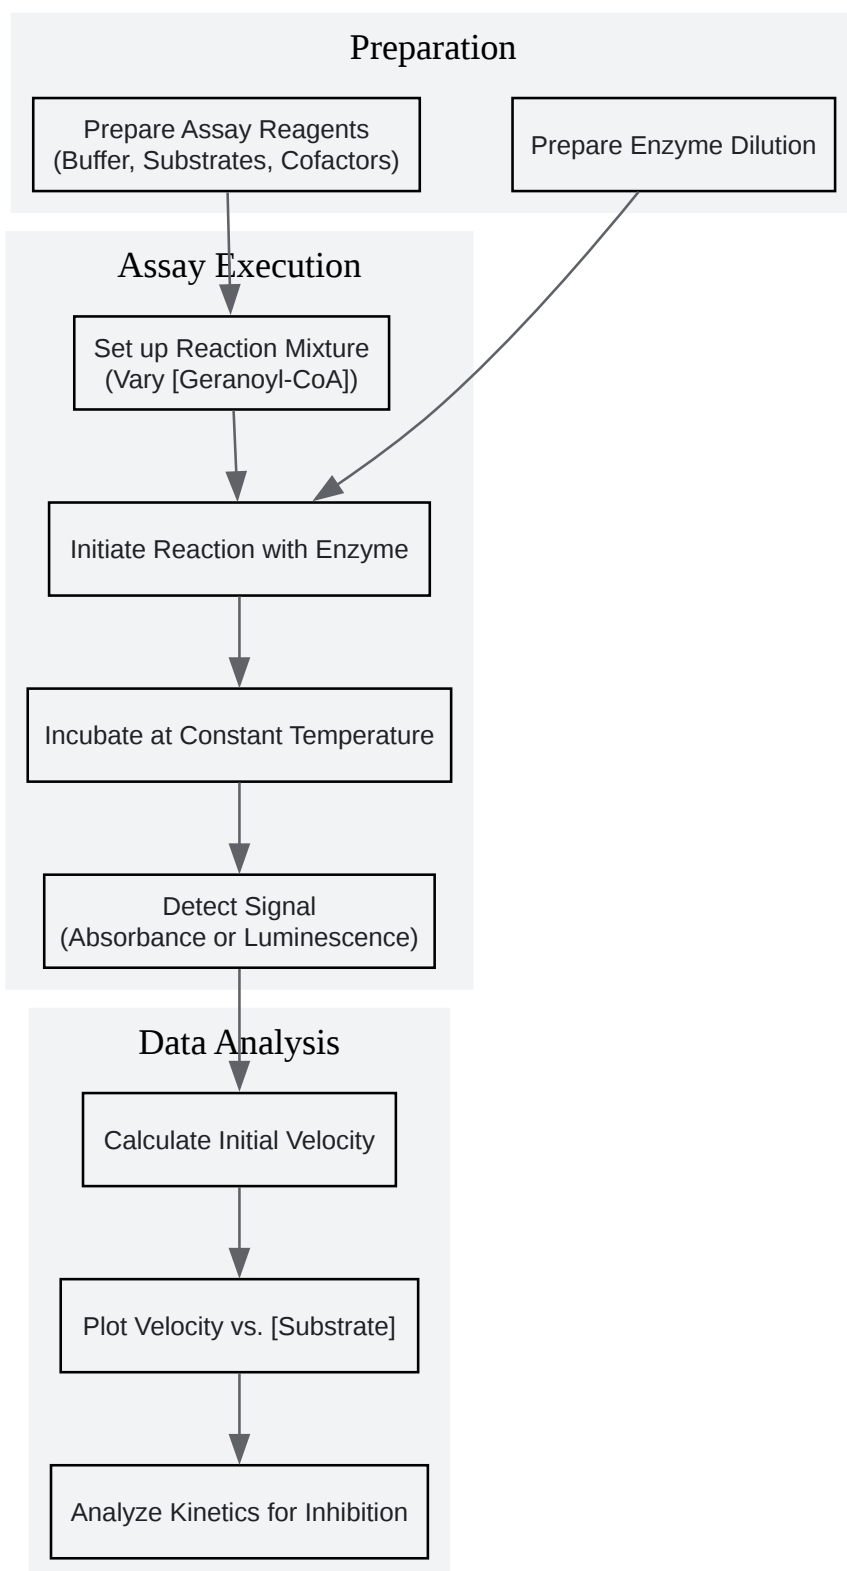 Preparation
Prepare Assay Reagents
(Buffer, Substrates, Cofactors)
Prepare Enzyme Dilution
Assay Execution
Set up Reaction Mixture
(Vary [Geranoyl-CoA])
Initiate Reaction with Enzyme
Incubate at Constant Temperature
Detect Signal
(Absorbance or Luminescence)
Data Analysis
Calculate Initial Velocity
Plot Velocity vs. [Substrate]
Analyze Kinetics for Inhibition